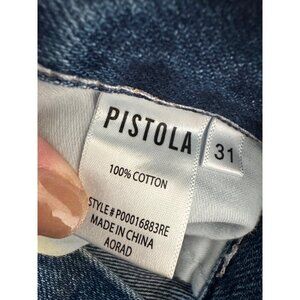 PISTOLA
31
100% COTTON
STYLE# P00016883RE
MADE IN CHINA
AORAD